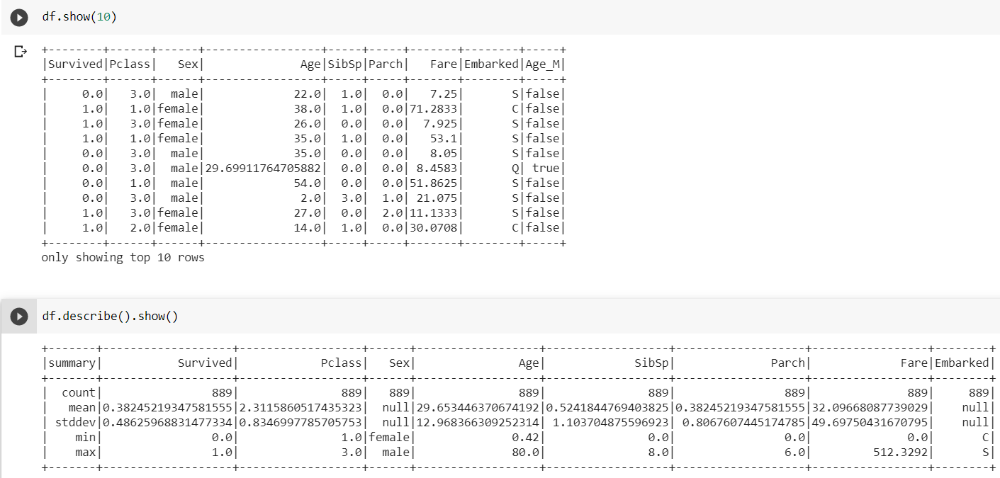 df.show(10)
+--------+------+------+-----------------+-----+-----+-------+--------+-----+
|Survived|Pclass|   Sex|              Age|SibSp|Parch|   Fare|Embarked|Age_M|
+--------+------+------+-----------------+-----+-----+-------+--------+-----+
|     0.0|   3.0|  male|             22.0|  1.0|  0.0|   7.25|       S|false|
|     1.0|   1.0|female|             38.0|  1.0|  0.0|71.2833|       C|false|
|     1.0|   3.0|female|             26.0|  0.0|  0.0|  7.925|       S|false|
|     1.0|   1.0|female|             35.0|  1.0|  0.0|   53.1|       S|false|
|     0.0|   3.0|  male|             35.0|  0.0|  0.0|   8.05|       S|false|
|     0.0|   3.0|  male|29.69911764705882|  0.0|  0.0| 8.4583|       Q| true|
|     0.0|   1.0|  male|             54.0|  0.0|  0.0|51.8625|       S|false|
|     0.0|   3.0|  male|              2.0|  3.0|  1.0| 21.075|       S|false|
|     1.0|   3.0|female|             27.0|  0.0|  2.0|11.1333|       S|false|
|     1.0|   2.0|female|             14.0|  1.0|  0.0|30.0708|       C|false|
+--------+------+------+-----------------+-----+-----+-------+--------+-----+
only showing top 10 rows
df.describe().show()
+-------+-------------------+------------------+------+------------------+------------------+-------------------+-----------------+--------+
|summary|           Survived|            Pclass|   Sex|               Age|             SibSp|              Parch|             Fare|Embarked|
+-------+-------------------+------------------+------+------------------+------------------+-------------------+-----------------+--------+
|  count|                889|               889|   889|               889|               889|                889|              889|     889|
|   mean|0.38245219347581555|2.3115860517435323|  null|29.653446370674192|0.5241844769403825|0.38245219347581555|32.09668087739029|    null|
| stddev|0.48625968831477334|0.8346997785705753|  null|12.968366309252314| 1.103704875596923| 0.8067607445174785|49.69750431670795|    null|
|    min|                0.0|               1.0|female|              0.42|               0.0|                0.0|              0.0|       C|
|    max|                1.0|               3.0|  male|              80.0|               8.0|                6.0|         512.3292|       S|
+-------+-------------------+------------------+------+------------------+------------------+-------------------+-----------------+--------+